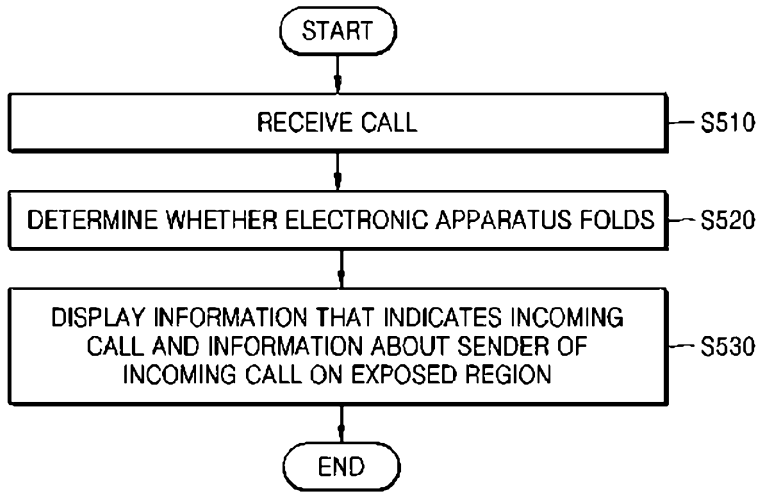 START
RECEIVE CALL
S510
DETERMINE WHETHER ELECTRONIC APPARATUS FOLDS
S520
DISPLAY INFORMATION THAT INDICATES INCOMING
CALL AND INFORMATION ABOUT SENDER OF
INCOMING CALL ON EXPOSED REGION
S530
END